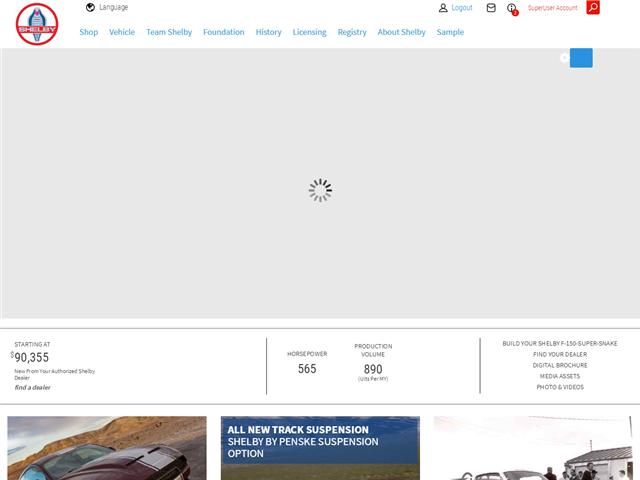 SHELBY
Language
Logout
2
SuperUser Account
Shop Vehicle Team Shelby Foundation History Licensing Registry About Shelby Sample
STARTING AT
$90,355
New From Your Authorized Shelby
Dealer
find a dealer
HORSEPOWER
565
PRODUCTION
VOLUME
890
(Utits Per MY)
BUILD YOUR SHELBY F-150-SUPER-SNAKE
FIND YOUR DEALER
DIGITAL BROCHURE
MEDIA ASSETS
PHOTO & VIDEOS
ALL NEW TRACK SUSPENSION
SHELBY BY PENSKE SUSPENSION
OPTION